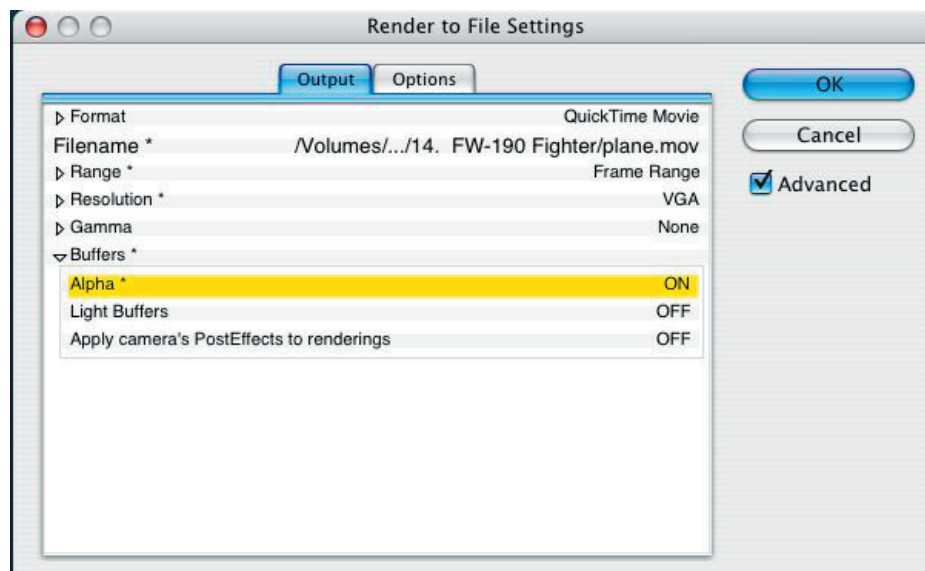 Render to File Settings
Output Options
Format QuickTime Movie
Filename * /Volumes/.../14. FW-190 Fighter/plane.mov
Range * Frame Range
Resolution * VGA
Gamma None
Buffers *
Alpha * ON
Light Buffers OFF
Apply camera's PostEffects to renderings OFF
OK
Cancel
Advanced